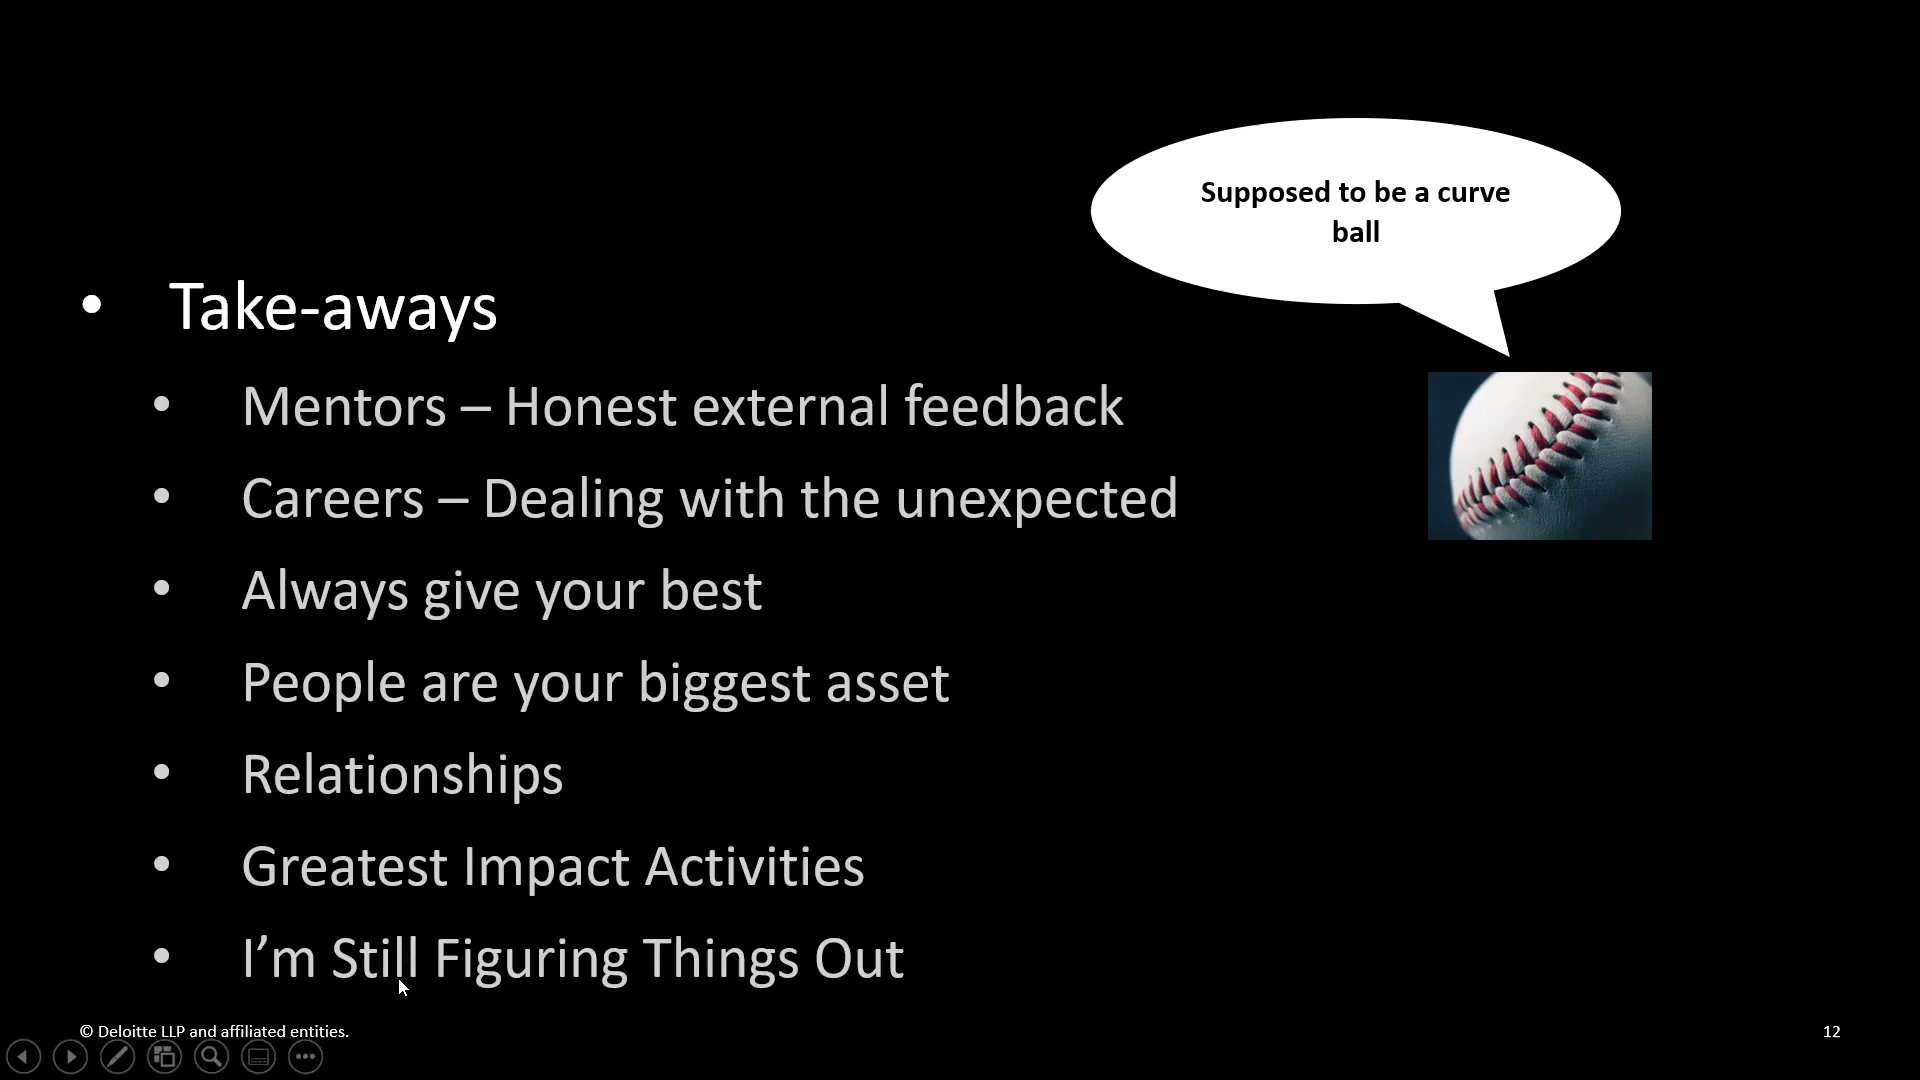 Supposed to be a curve
ball
• Take-aways
• Mentors – Honest external feedback
• Careers – Dealing with the unexpected
• Always give your best
• People are your biggest asset
• Relationships
• Greatest Impact Activities
• I’m Still Figuring Things Out
© Deloitte LLP and affiliated entities.
12